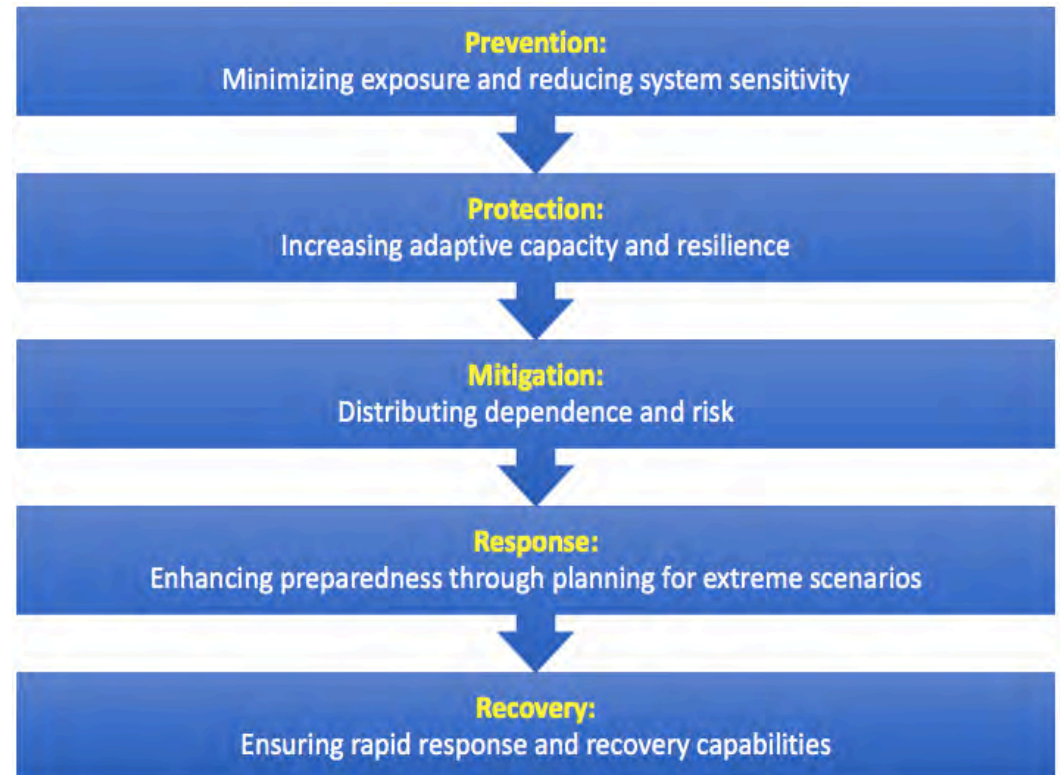 Prevention:
Minimizing exposure and reducing system sensitivity
Protection:
Increasing adaptive capacity and resilience
Mitigation:
Distributing dependence and risk
Response:
Enhancing preparedness through planning for extreme scenarios
Recovery:
Ensuring rapid response and recovery capabilities